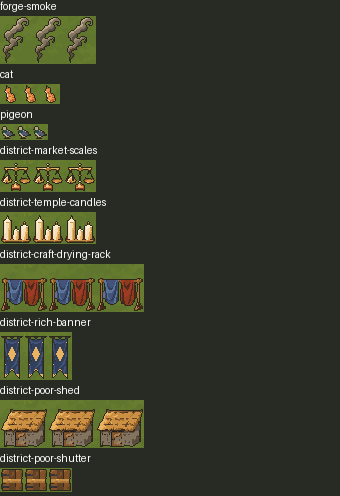 forge-smoke
cat
pigeon
district-market-scales
district-temple-candles
district-craft-drying-rack
district-rich-banner
district-poor-shed
district-poor-shutter